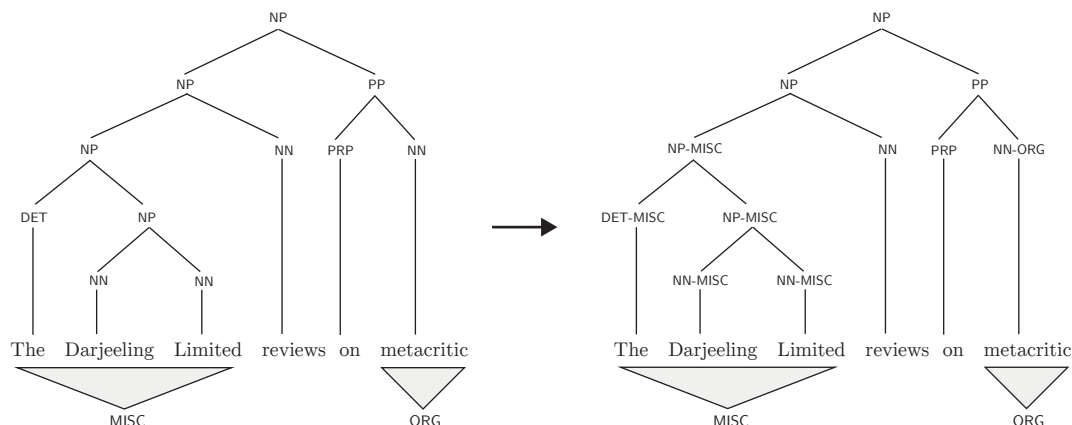 NP NP
NP PP NP PP
NP NN PRP NN NP-MISC NN PRP NN-ORG
DET NP DET-MISC NP-MISC
NN NN NN-MISC NN-MISC
The Darjeeling Limited reviews on metacritic The Darjeeling Limited reviews on metacritic
MISC ORG MISC ORG